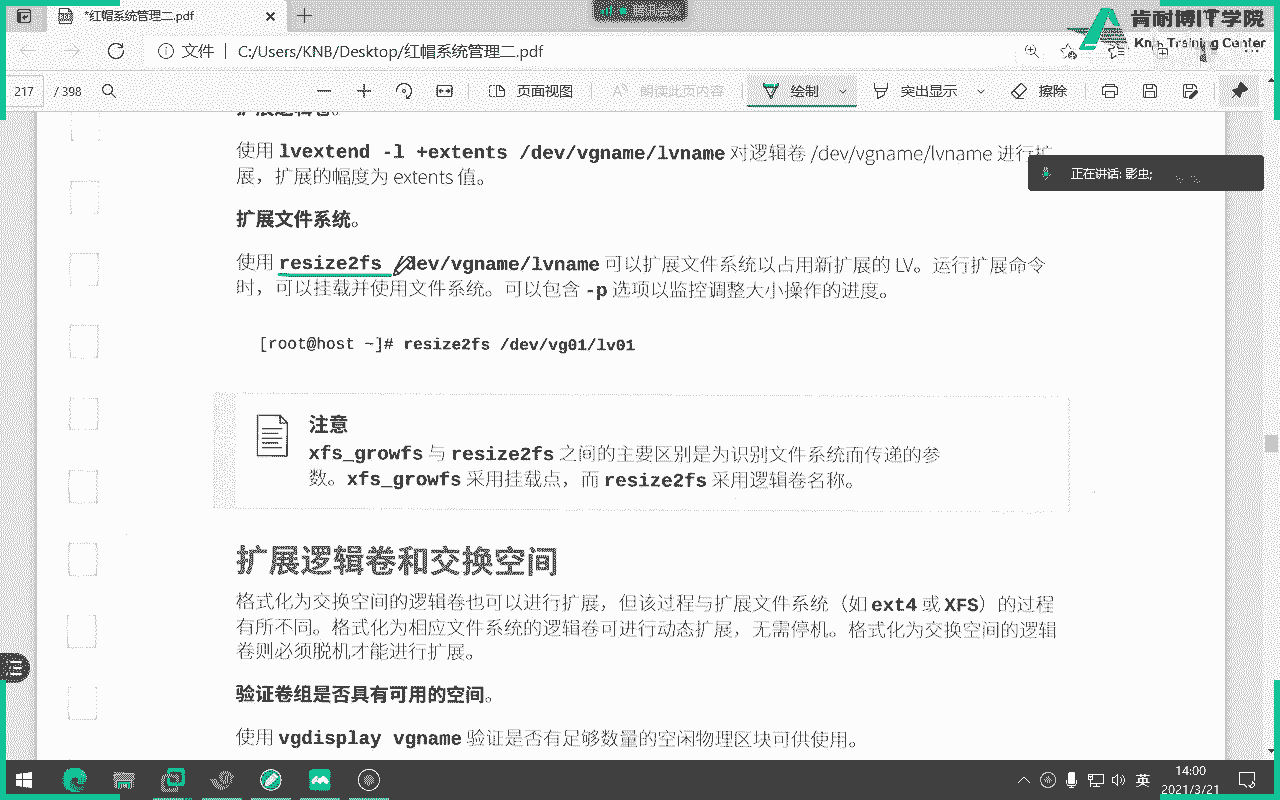 *红帽系统管理二.pdf
肯耐博IT学院
KnB Training Center
文件 | C:/Users/KNB/Desktop/红帽系统管理二.pdf
217 / 398 页面视图 朗读此页内容 绘制 突出显示 擦除
扩展逻辑卷。
使用 lvextend -l +extents /dev/vgname/lvname 对逻辑卷 /dev/vgname/lvname 进行扩
展，扩展的幅度为 extents 值。
正在讲话: 影虫;
扩展文件系统。
使用 resize2fs /dev/vgname/lvname 可以扩展文件系统以占用新扩展的 LV。运行扩展命令
时，可以挂载并使用文件系统。可以包含 -p 选项以监控调整大小操作的进度。
[root@host ~]# resize2fs /dev/vg01/lv01
注意
xfs_growfs 与 resize2fs 之间的主要区别是为识别文件系统而传递的参
数。xfs_growfs 采用挂载点，而 resize2fs 采用逻辑卷名称。
扩展逻辑卷和交换空间
格式化为交换空间的逻辑卷也可以进行扩展，但该过程与扩展文件系统（如 ext4 或 XFS）的过程
有所不同。格式化为相应文件系统的逻辑卷可进行动态扩展，无需停机。格式化为交换空间的逻辑
卷则必须脱机才能进行扩展。
验证卷组是否具有可用的空间。
使用 vgdisplay vgname 验证是否有足够数量的空闲物理区块可供使用。
英
14:00
2021/3/21